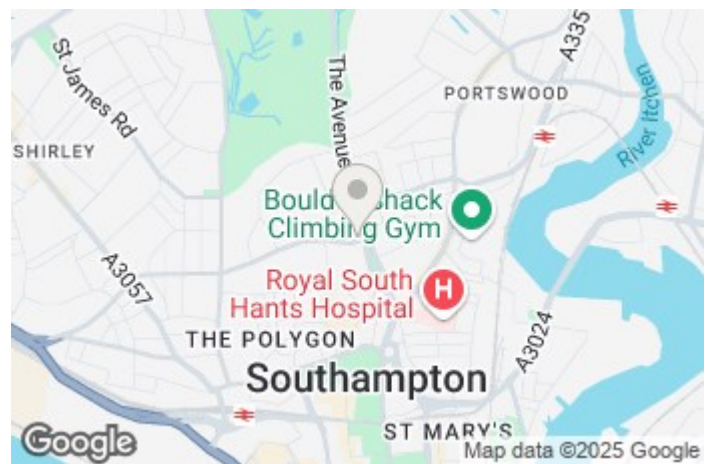 St James Rd
The Avenue
A335
PORTSWOOD
SHIRLEY
River Itchen
Shack
Climbing Gym
A3057
Royal South
Hants Hospital
H
A3024
THE POLYGON
Southampton
ST MARY'S
Google
Map data ©2025 Google